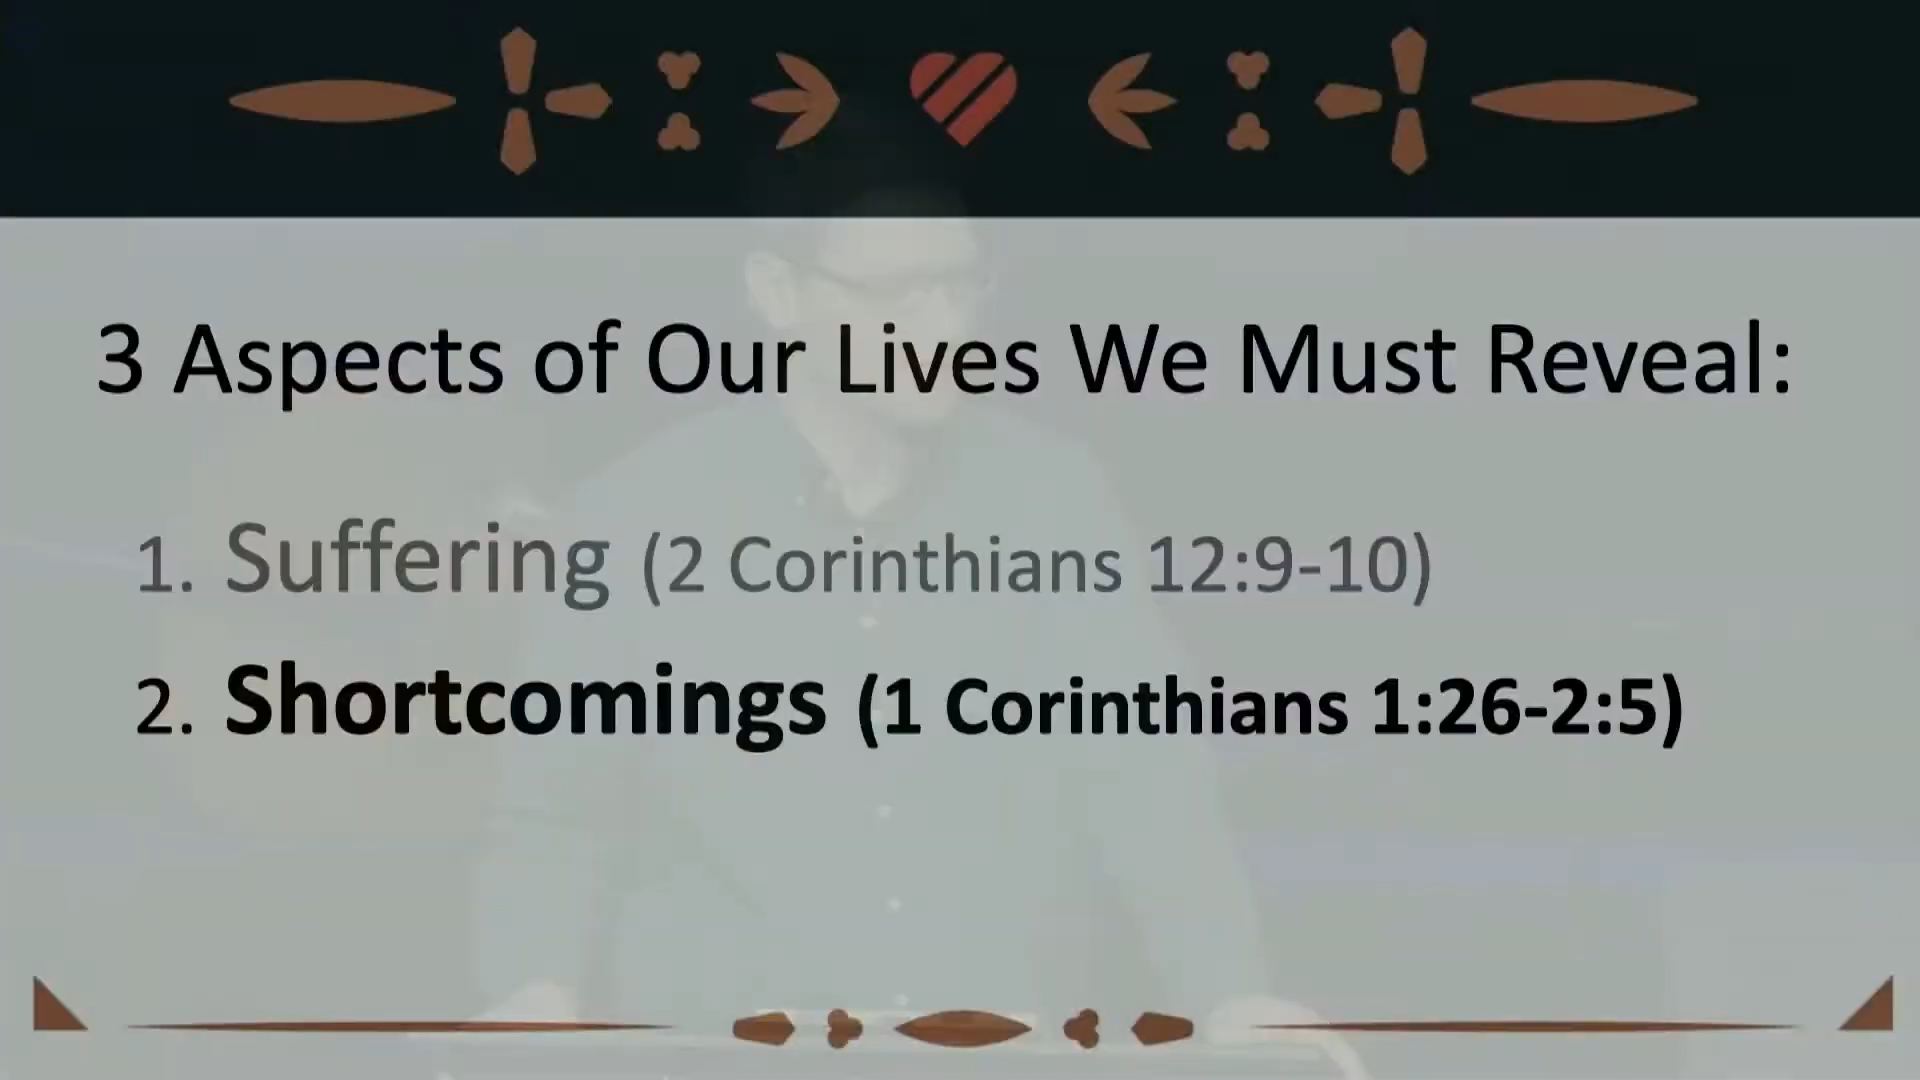 3 Aspects of Our Lives We Must Reveal:
1. Suffering (2 Corinthians 12:9-10)
2. Shortcomings (1 Corinthians 1:26-2:5)